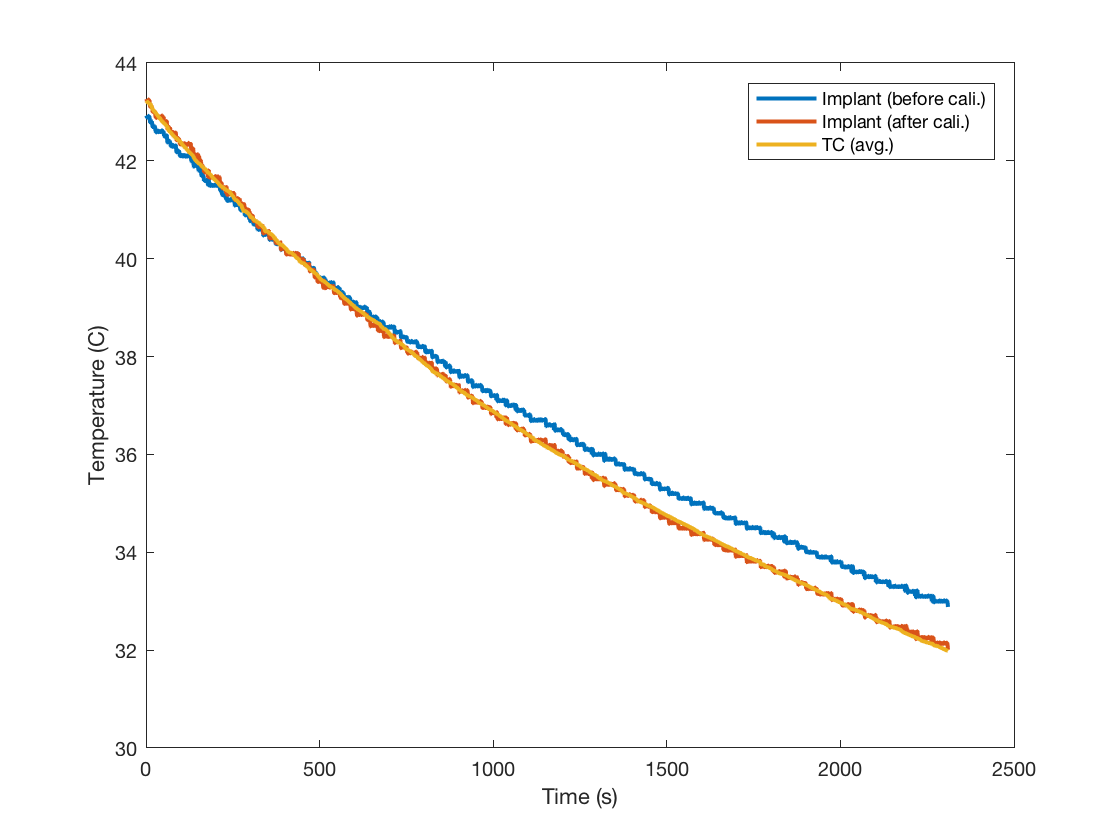 44
42
40
38
36
34
32
30
0
500
1000
1500
2000
2500
Temperature (C)
Time (s)
Implant (before cali.)
Implant (after cali.)
TC (avg.)